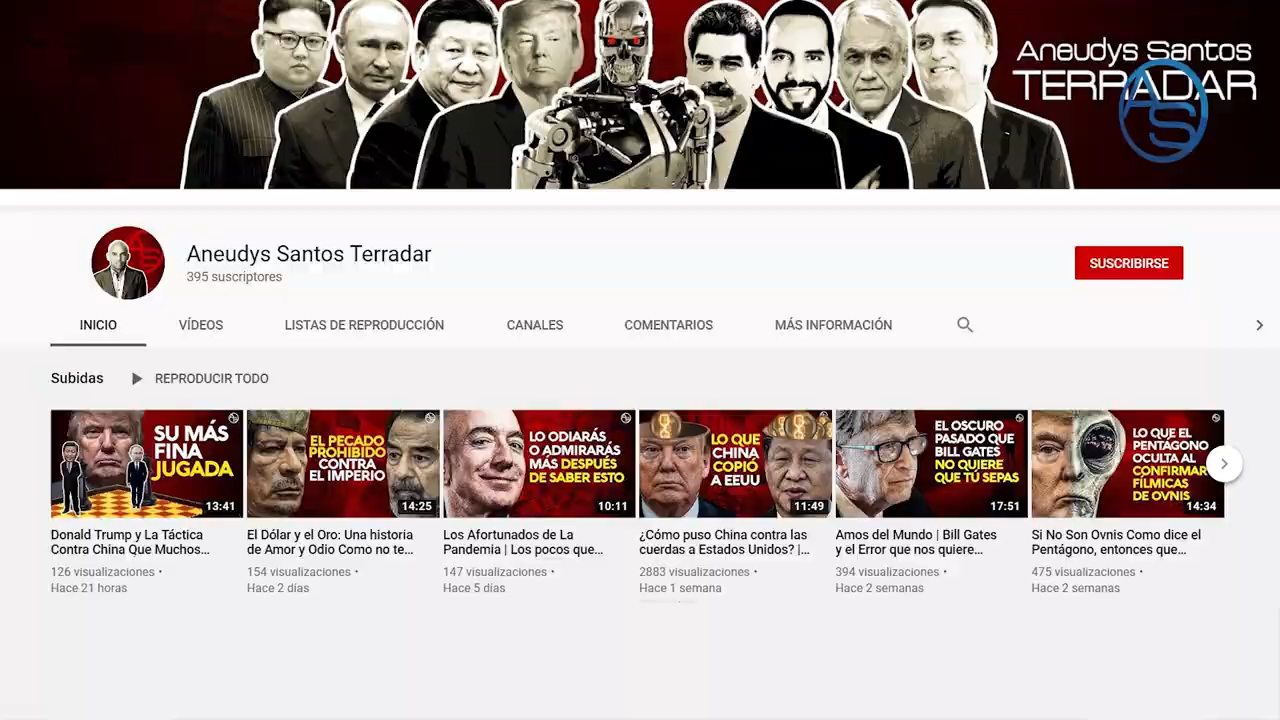 Aneudys Santos
TERRADAR
AS
Aneudys Santos Terradar
395 suscriptores
SUSCRIBIRSE
INICIO
VÍDEOS
LISTAS DE REPRODUCCIÓN
CANALES
COMENTARIOS
MÁS INFORMACIÓN
Subidas
REPRODUCIR TODO
SU MÁS
FINA
JUGADA
13:41
Donald Trump y La Táctica
Contra China Que Muchos...
126 visualizaciones •
Hace 21 horas
EL PECADO
PROHIBIDO
CONTRA
EL IMPERIO
14:25
El Dólar y el Oro: Una historia
de Amor y Odio Como no te...
154 visualizaciones •
Hace 2 días
LO ODIARÁS
O ADMIRARÁS
MÁS DESPUÉS
DE SABER ESTO
10:11
Los Afortunados de La
Pandemia | Los pocos que...
147 visualizaciones •
Hace 5 días
LO QUE
CHINA
COPIÓ
A EEUU
11:49
¿Cómo puso China contra las
cuerdas a Estados Unidos? |...
2883 visualizaciones •
Hace 1 semana
EL OSCURO
PASADO QUE
BILL GATES
NO QUIERE
QUE TÚ SEPAS
17:51
Amos del Mundo | Bill Gates
y el Error que nos quiere...
394 visualizaciones •
Hace 2 semanas
LO QUE EL
PENTÁGONO
OCULTA AL
CONFIRMAR
FÍLMICAS
DE OVNIS
14:34
Si No Son Ovnis Como dice el
Pentágono, entonces que...
475 visualizaciones •
Hace 2 semanas